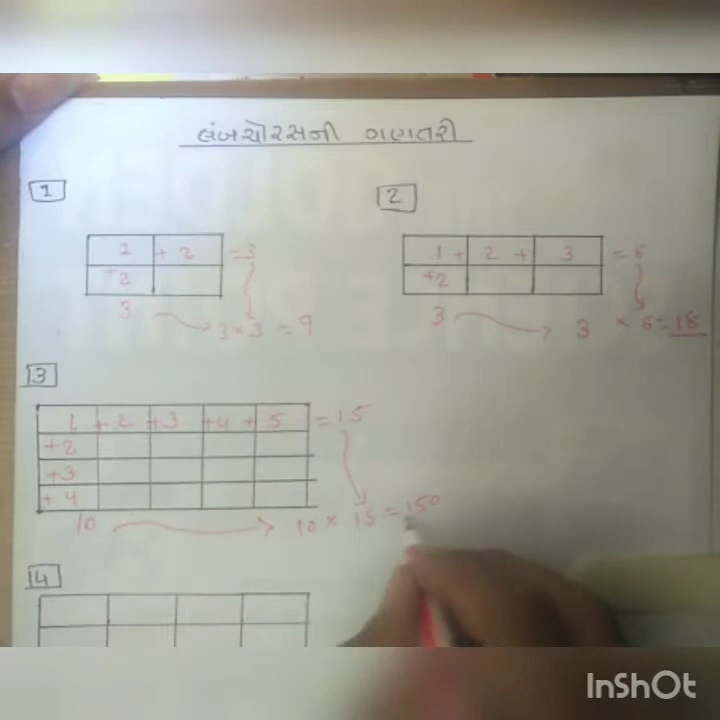 લંબચોરસની ગણતરી
1
1 + 2 = 3
+2
3 3 × 3 = 9
2
1 + 2 + 3 = 6
+2
3 3 × 6 = 18
3
1 + 2 + 3 + 4 + 5 = 15
+2
+3
+4
10 10 × 15 = 150
4
InShOt